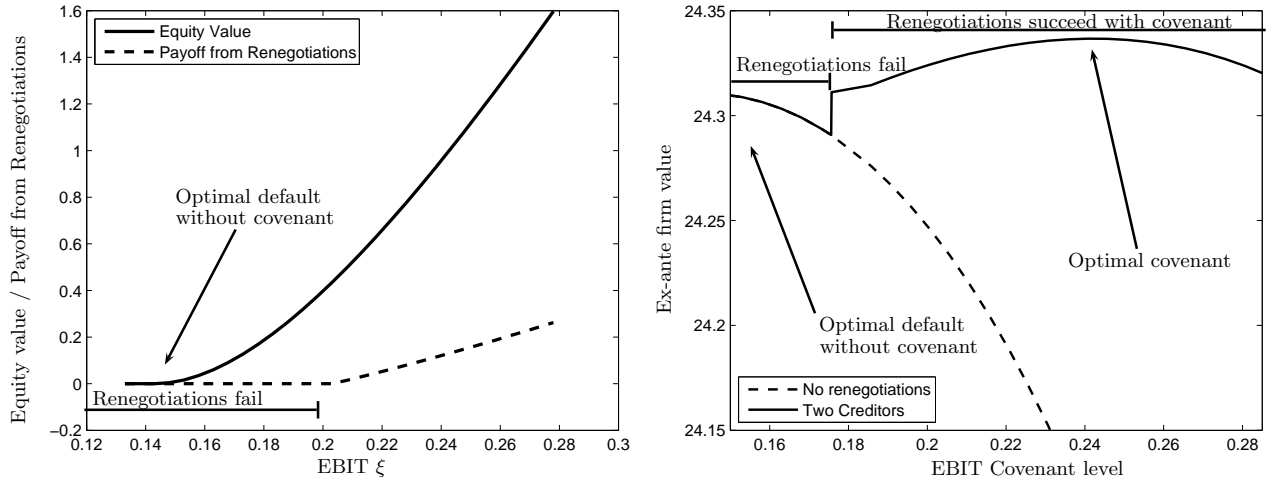 Equity value / Payoff from Renegotiations
1.6
1.4
1.2
1
0.8
0.6
0.4
0.2
0
−0.2
Equity Value
Payoff from Renegotiations
Optimal default
without covenant
Renegotiations fail
0.12
0.14
0.16
0.18
0.2
0.22
0.24
0.26
0.28
0.3
EBIT ξ
Ex-ante firm value
24.35
24.3
24.25
24.2
24.15
Renegotiations succeed with covenant
Renegotiations fail
Optimal covenant
Optimal default
without covenant
No renegotiations
Two Creditors
0.16
0.18
0.2
0.22
0.24
0.26
0.28
EBIT Covenant level